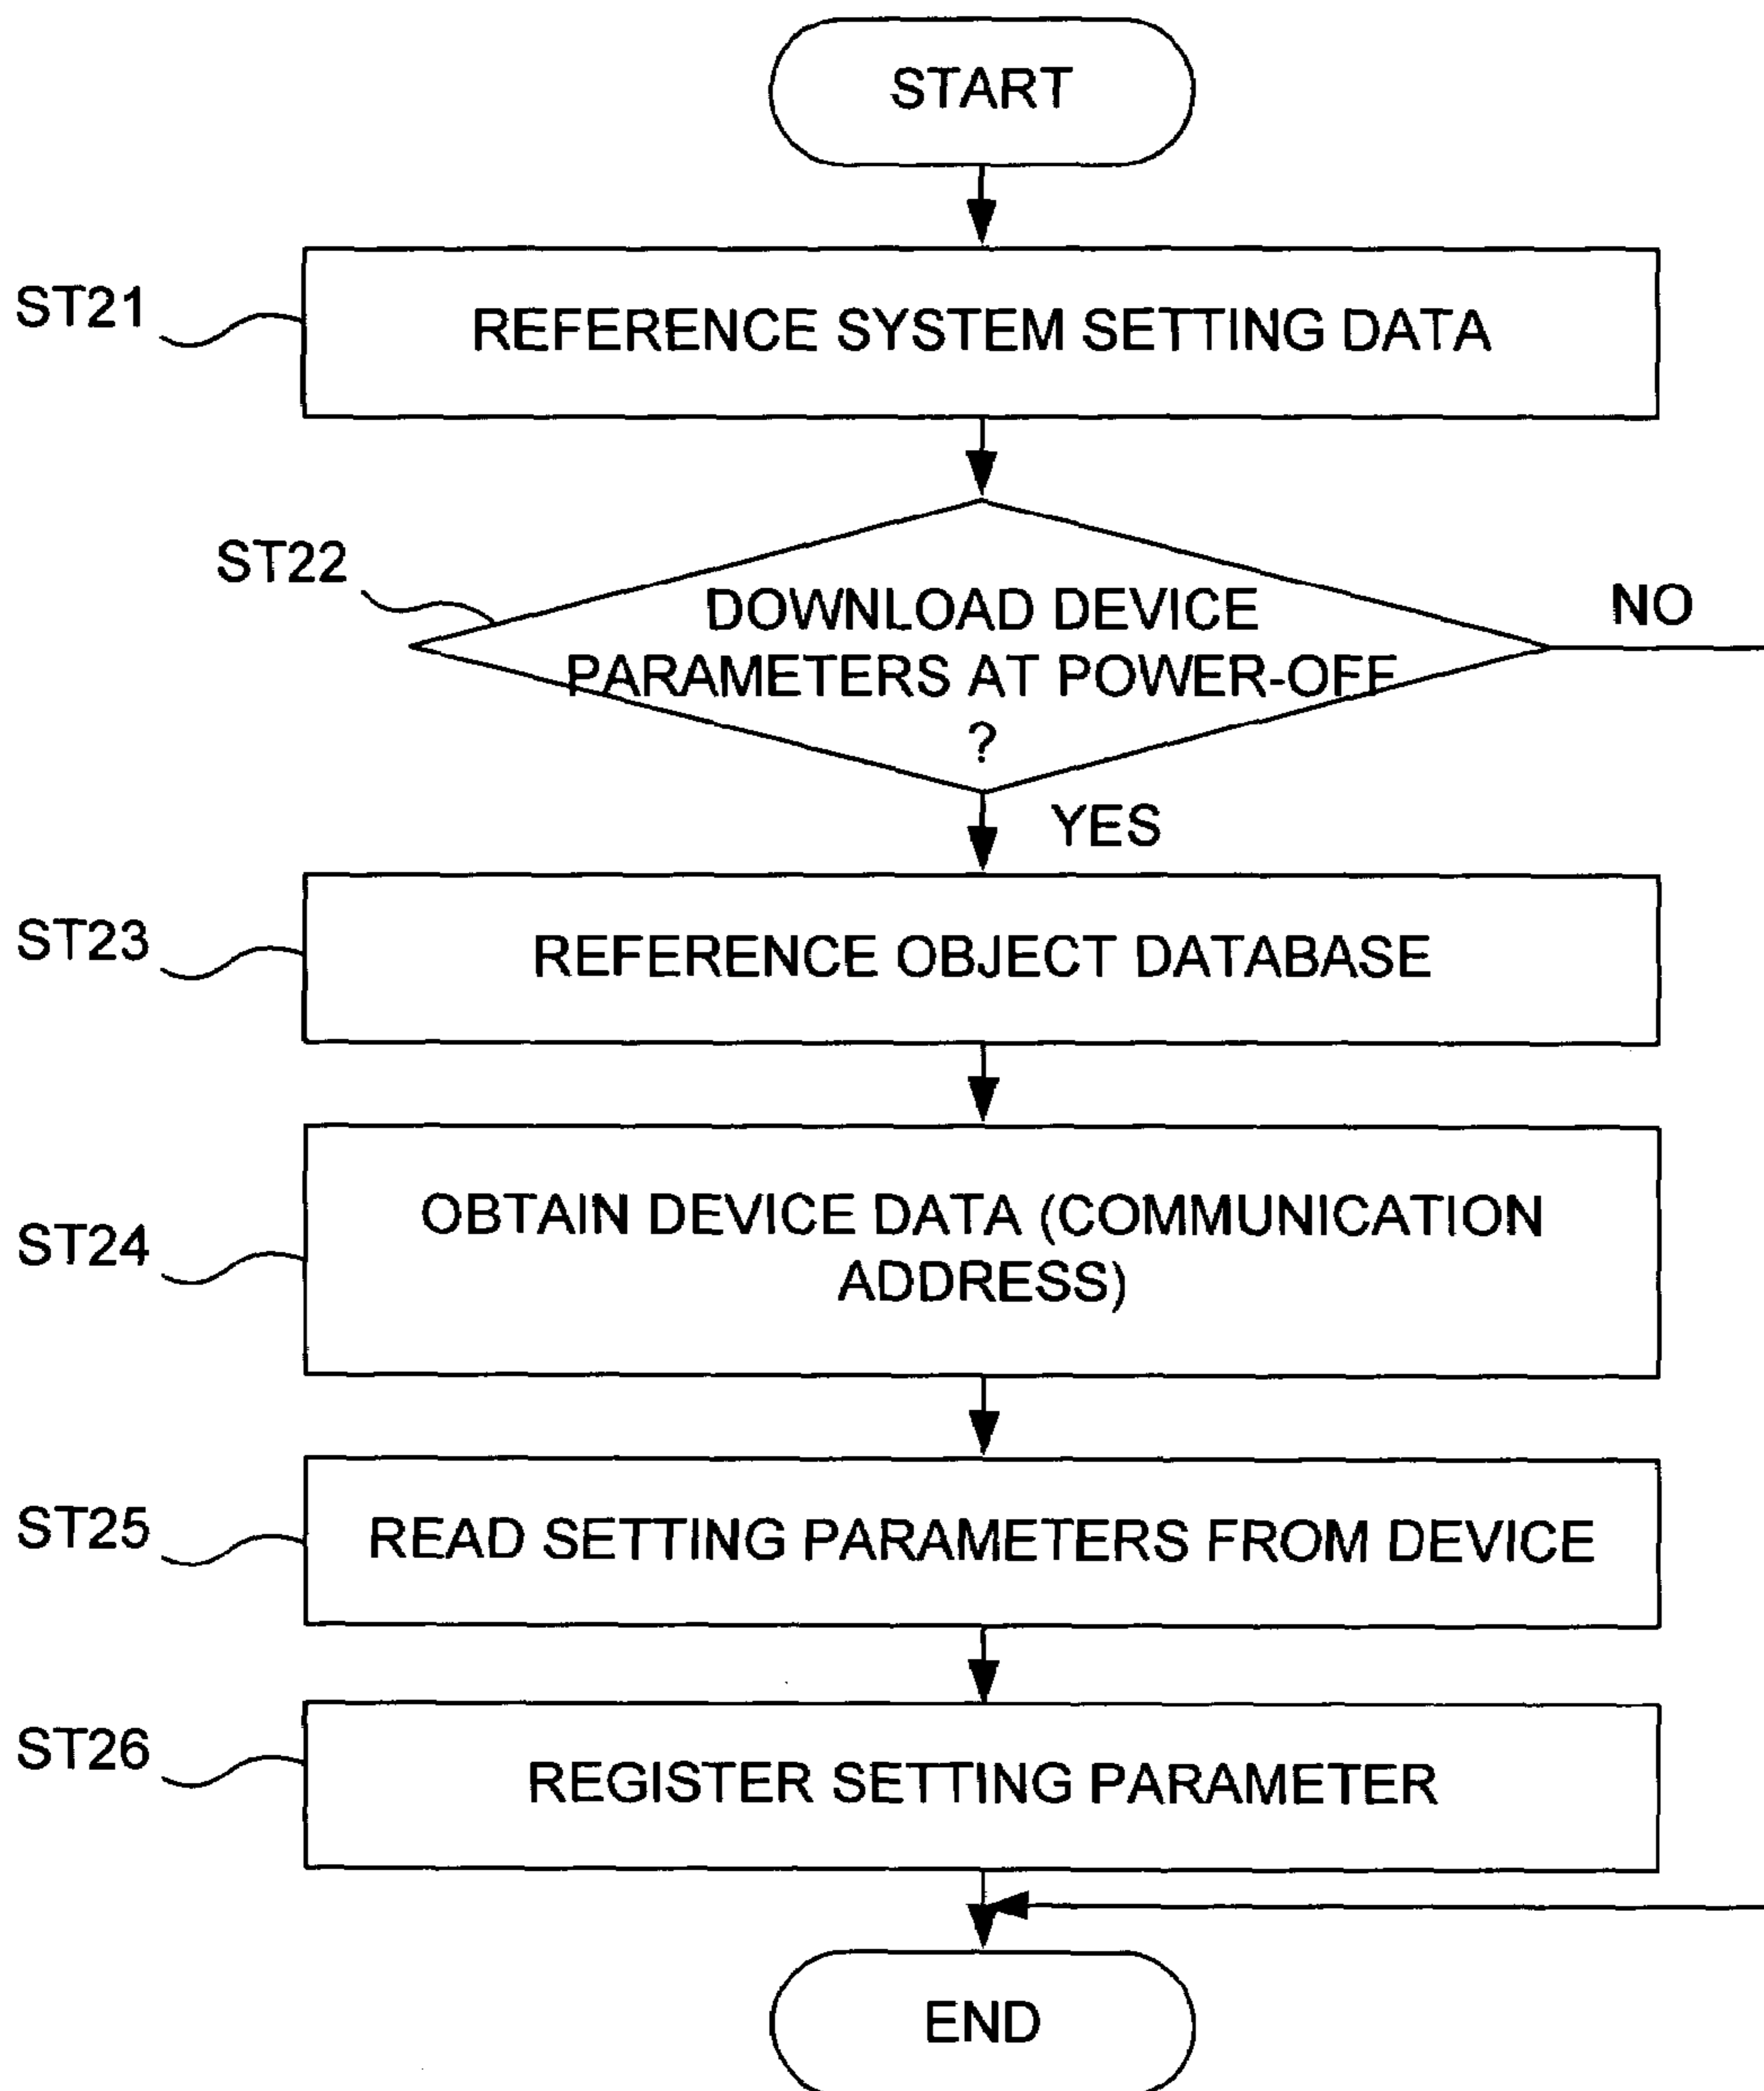 START
ST21
REFERENCE SYSTEM SETTING DATA
ST22
DOWNLOAD DEVICE
PARAMETERS AT POWER-OFF
?
NO
YES
ST23
REFERENCE OBJECT DATABASE
ST24
OBTAIN DEVICE DATA (COMMUNICATION
ADDRESS)
ST25
READ SETTING PARAMETERS FROM DEVICE
ST26
REGISTER SETTING PARAMETER
END